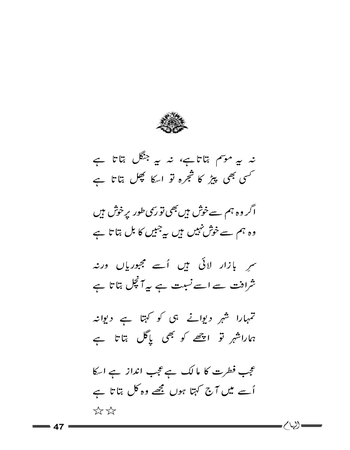 نہ یہ موسم بتاتا ہے، نہ یہ جنگل بتاتا ہے
کسی بھی پیڑ کا شجرہ تو اسکا پھل بتاتا ہے
اگر وہ ہم سے خوش ہیں بھی تو رسمی طور پر خوش ہیں
وہ ہم سے خوش نہیں ہیں یہ جبیں کا بل بتاتا ہے
سرِ بازار لائی ہیں اُسے مجبوریاں ورنہ
شرافت سے اسے نسبت ہے یہ آنچل بتاتا ہے
تمہارا شہر دیوانے ہی کو کہتا ہے دیوانہ
ہمارا شہر تو اچھے کو بھی پاگل بتاتا ہے
عجب فطرت کا مالک ہے عجب انداز ہے اسکا
اُسے میں آج کہتا ہوں مجھے وہ کل بتاتا ہے
☆☆
47